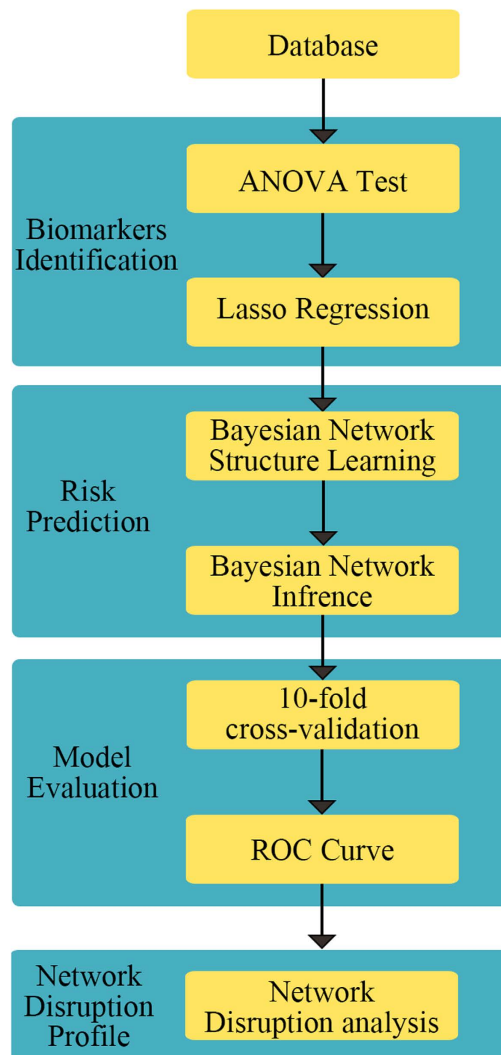 Database
ANOVA Test
Biomarkers
Identification
Lasso Regression
Bayesian Network
Structure Learning
Risk
Prediction
Bayesian Network
Infrence
10-fold
cross-validation
Model
Evaluation
ROC Curve
Network
Disruption
Profile
Network
Disruption analysis